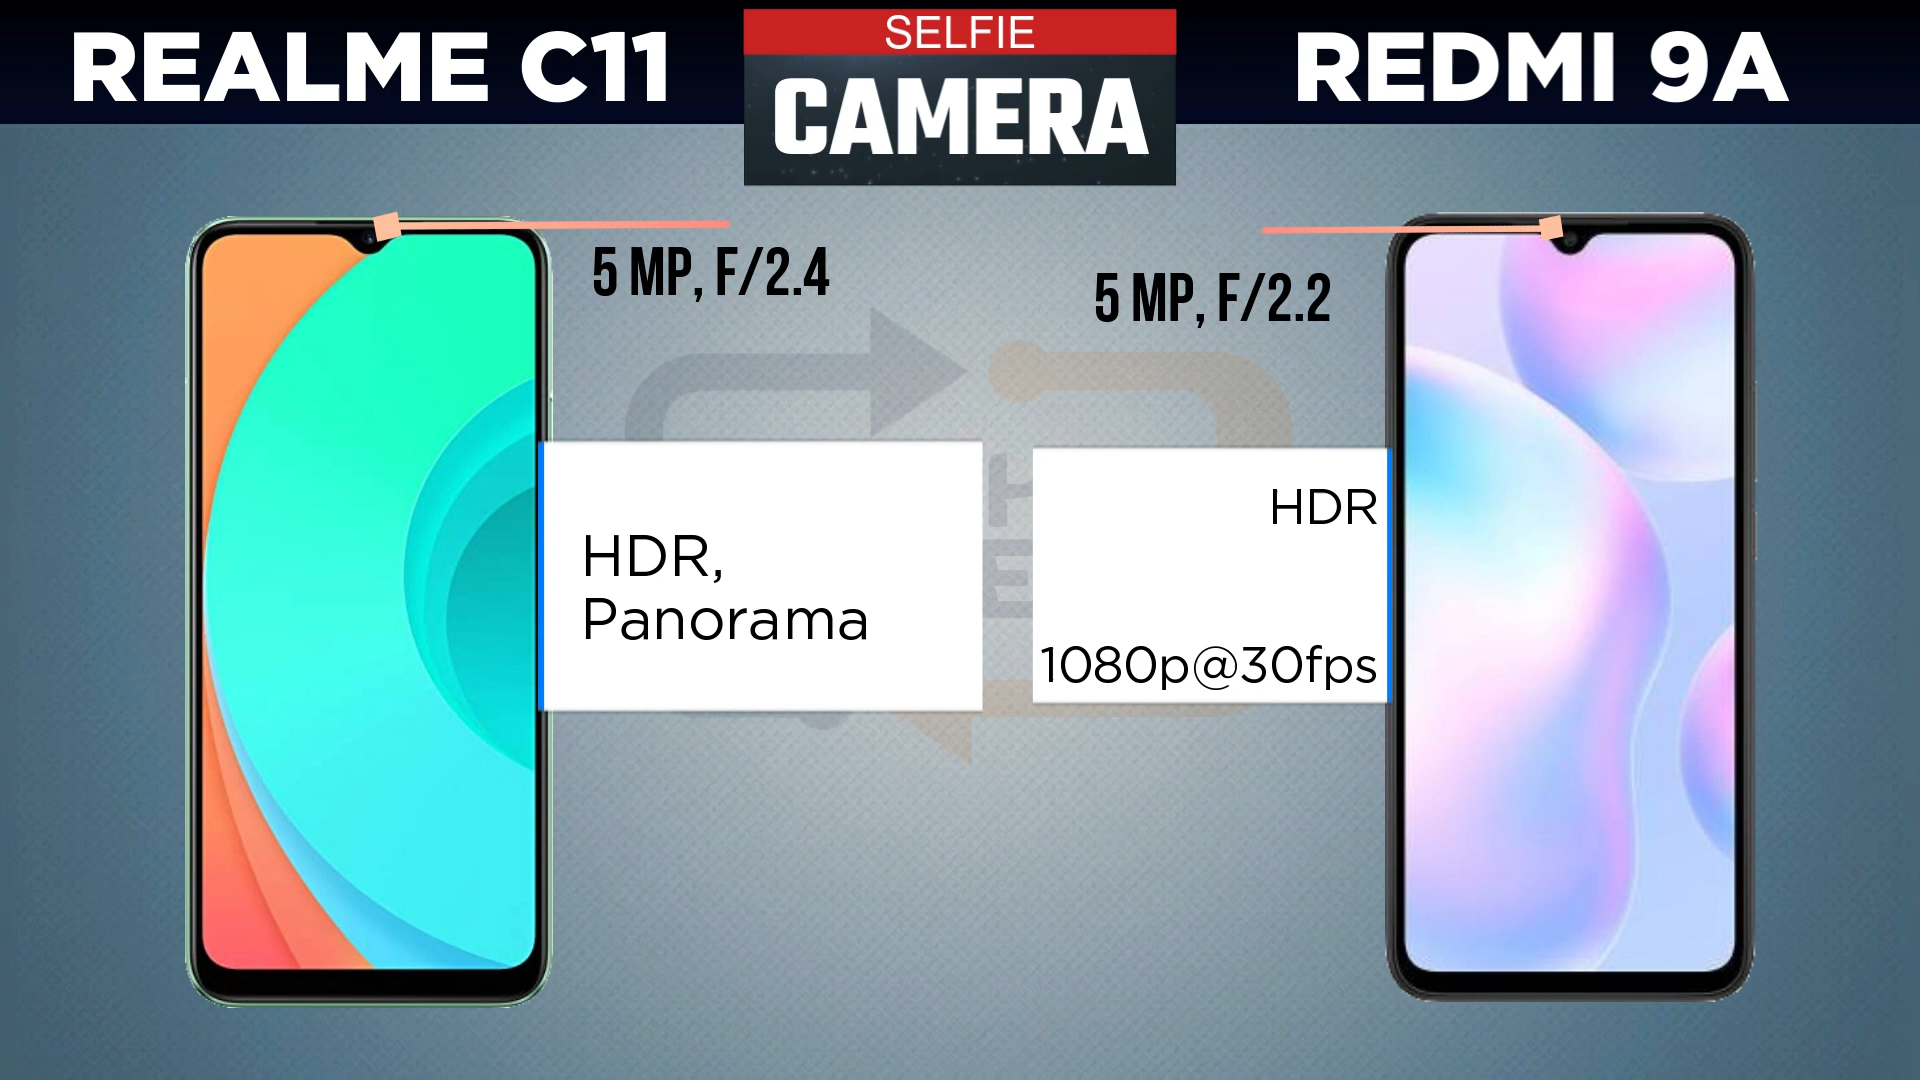 REALME C11
SELFIE
CAMERA
REDMI 9A
5 MP, F/2.4
5 MP, F/2.2
HDR,
Panorama
HDR
1080p@30fps